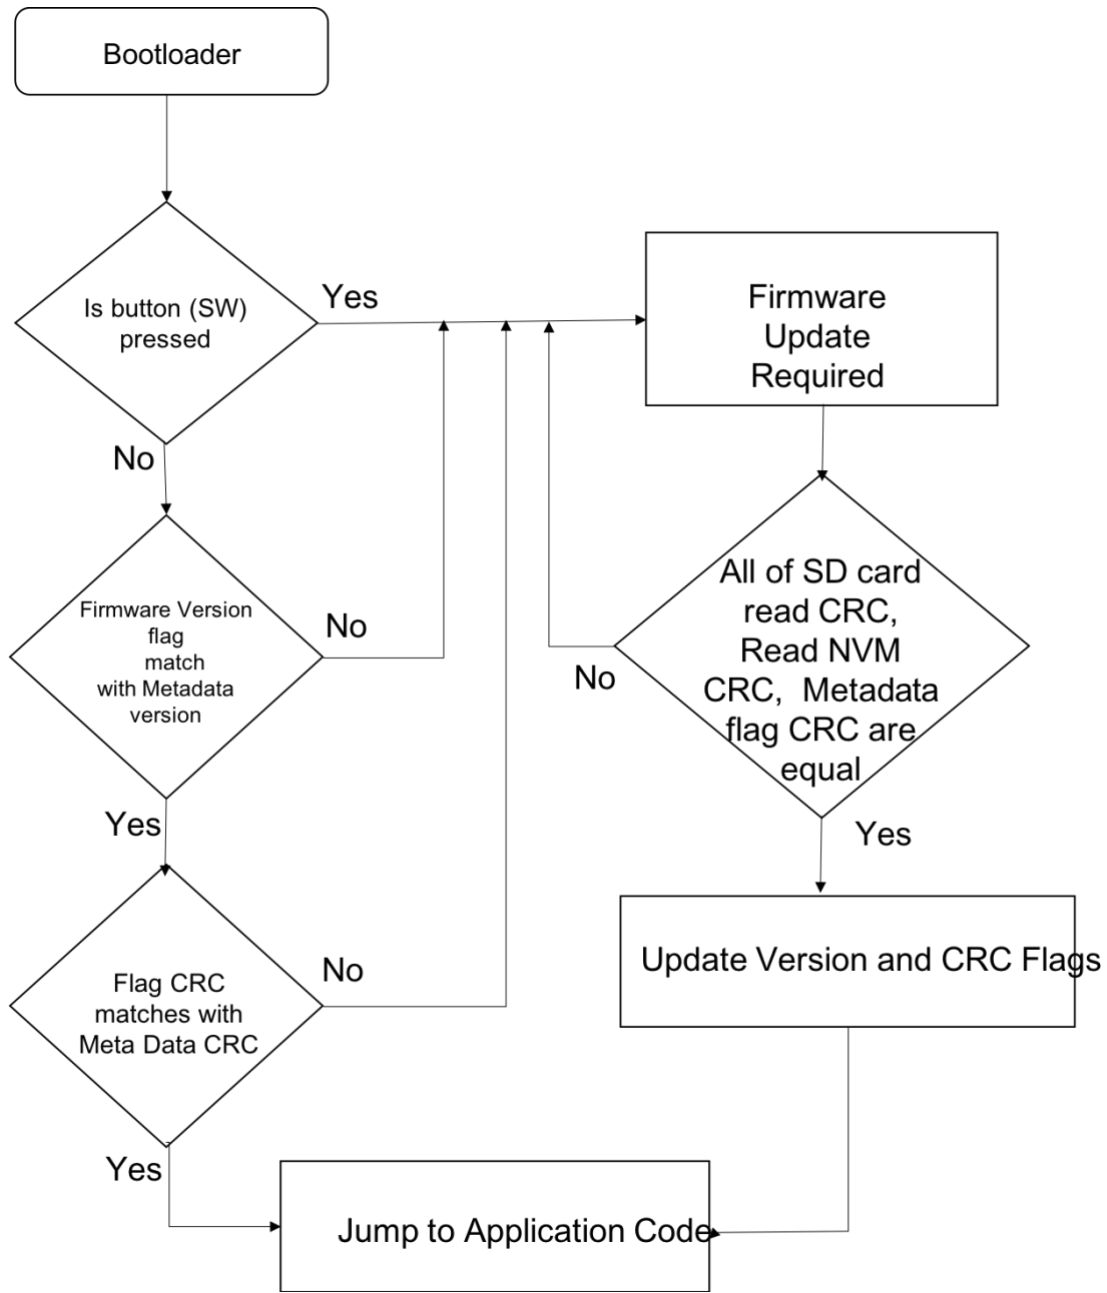 Bootloader
Is button (SW)
pressed
Yes
Firmware
Update
Required
No
Firmware Version
flag
match
with Metadata
version
No
All of SD card
read CRC,
Read NVM
CRC,  Metadata
flag CRC are
equal
No
Yes
Yes
Flag CRC
matches with
Meta Data CRC
No
Update Version and CRC Flags
Yes
Jump to Application Code